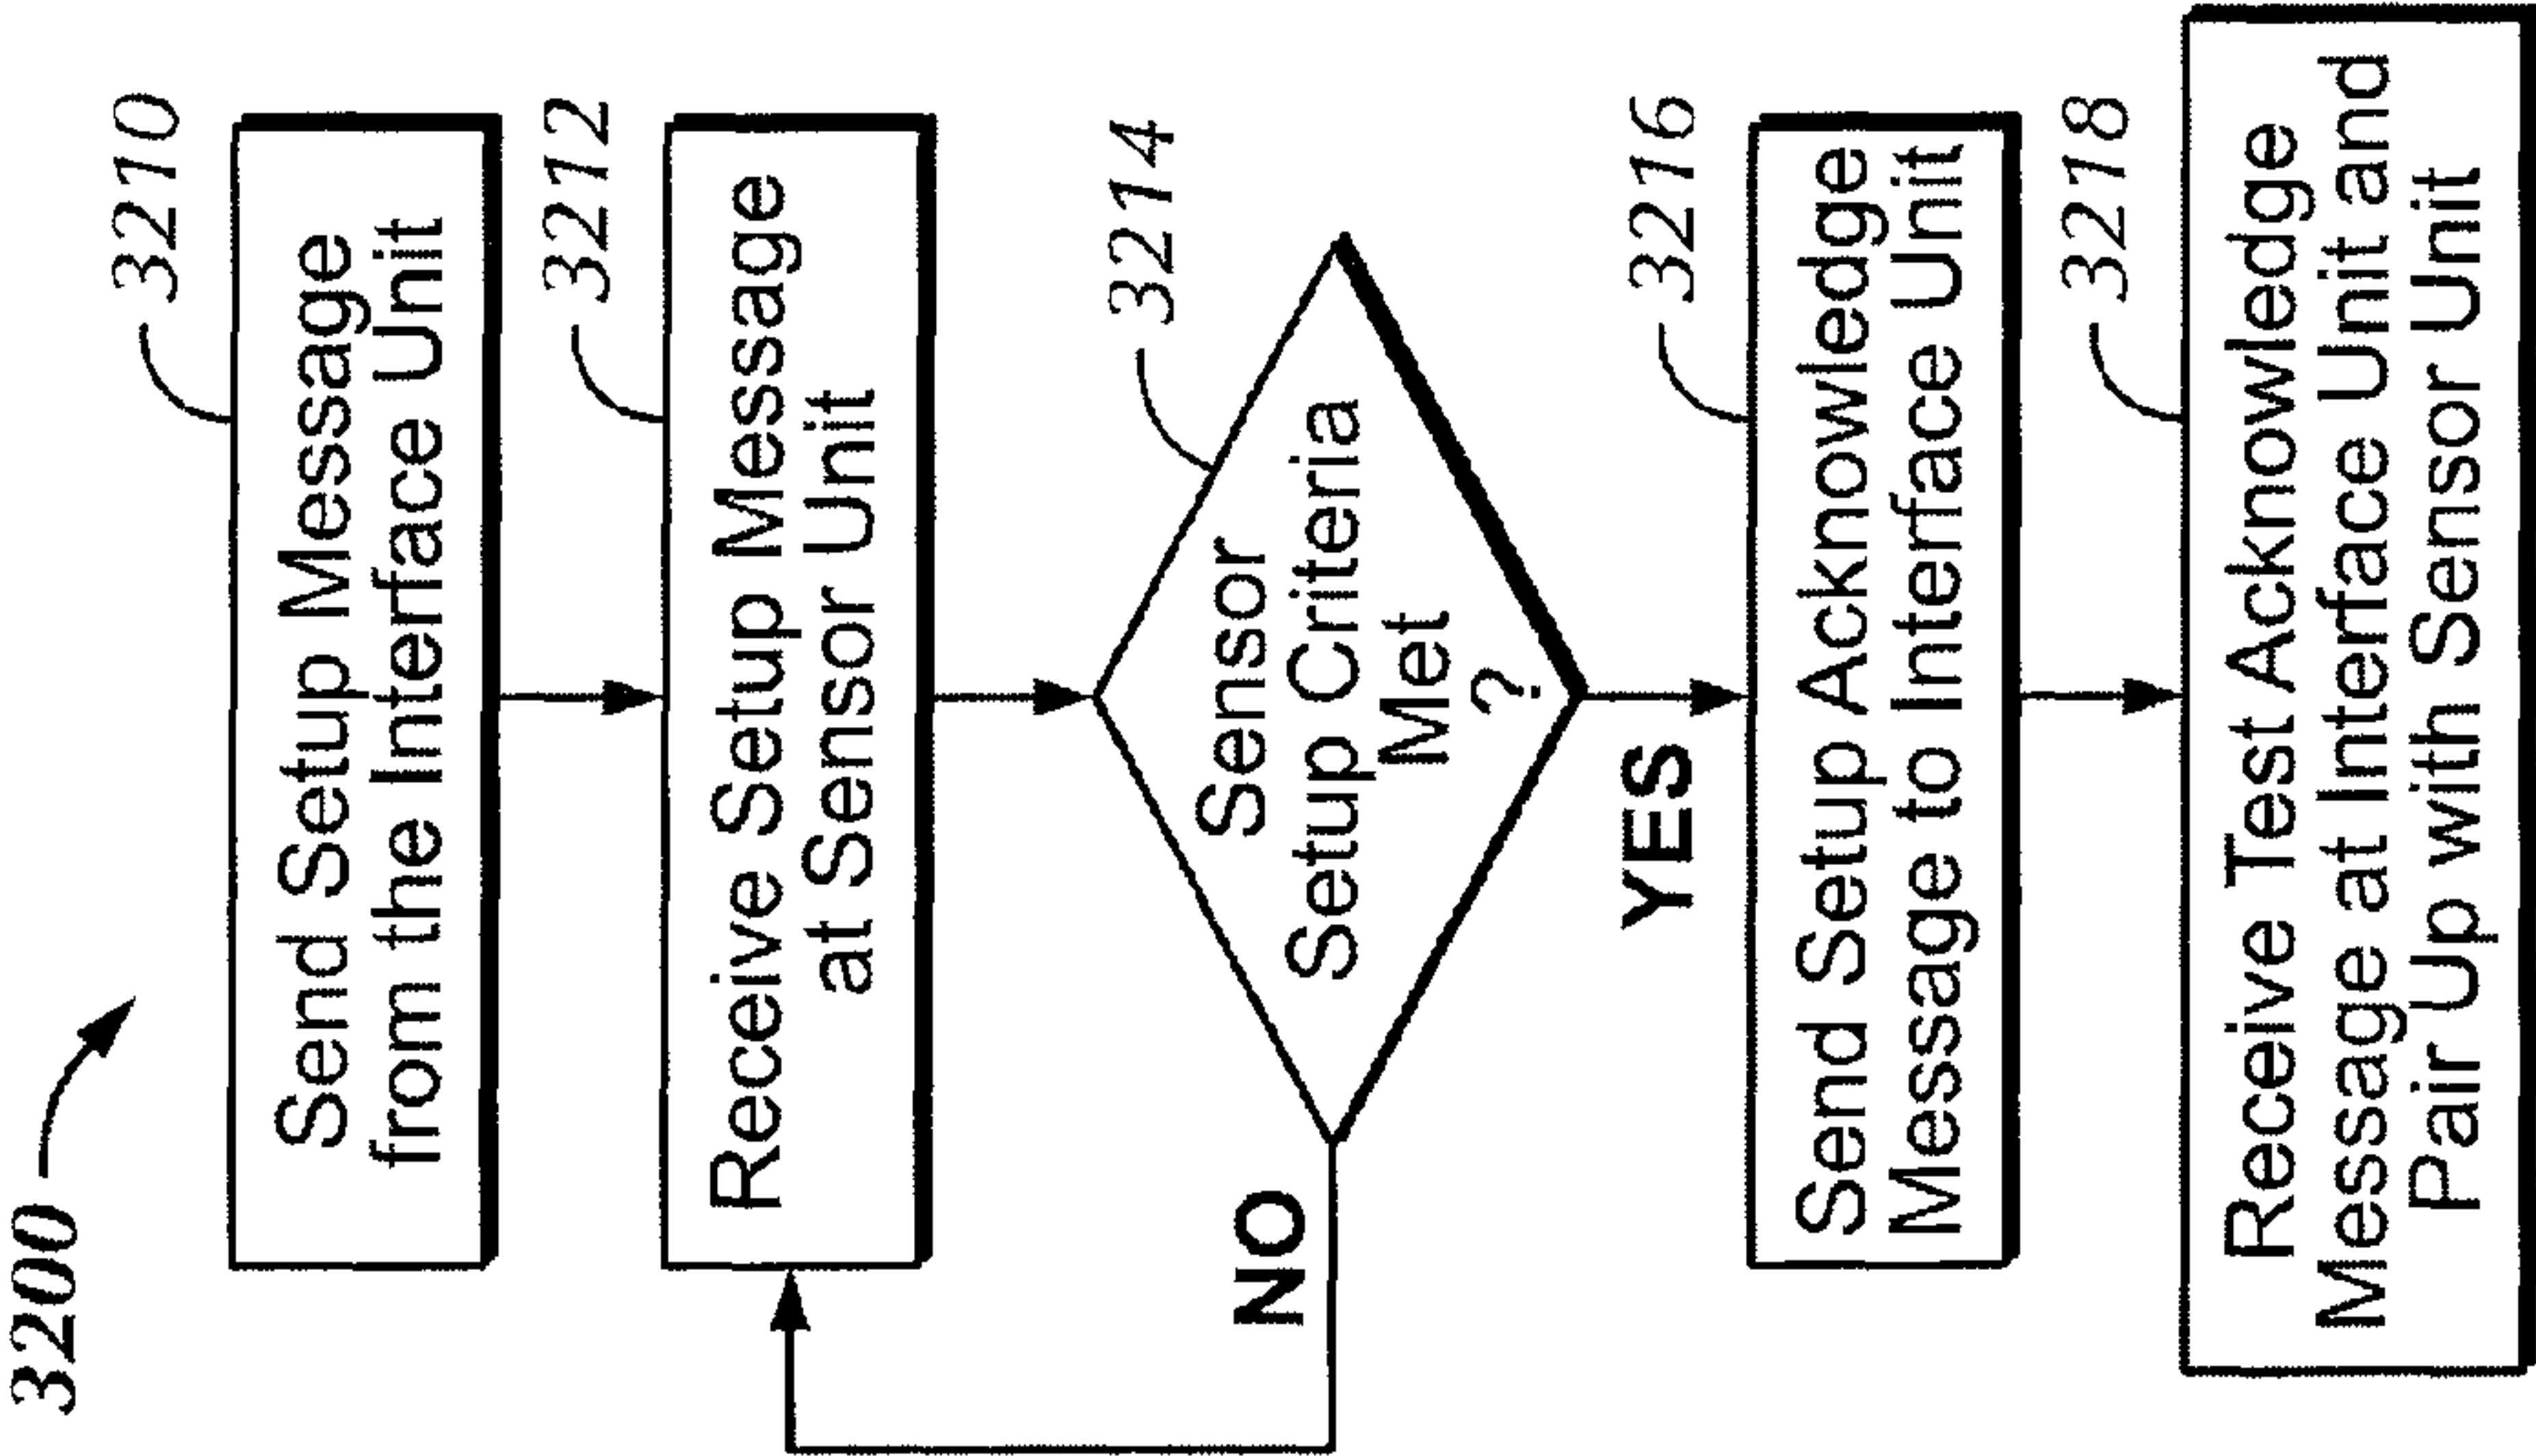 3200
3210
Send Setup Message
from the Interface Unit
3212
Receive Setup Message
at Sensor Unit
3214
Sensor
Setup Criteria
Met
?
NO
YES
3216
Send Setup Acknowledge
Message to Interface Unit
3218
Receive Test Acknowledge
Message at Interface Unit and
Pair Up with Sensor Unit